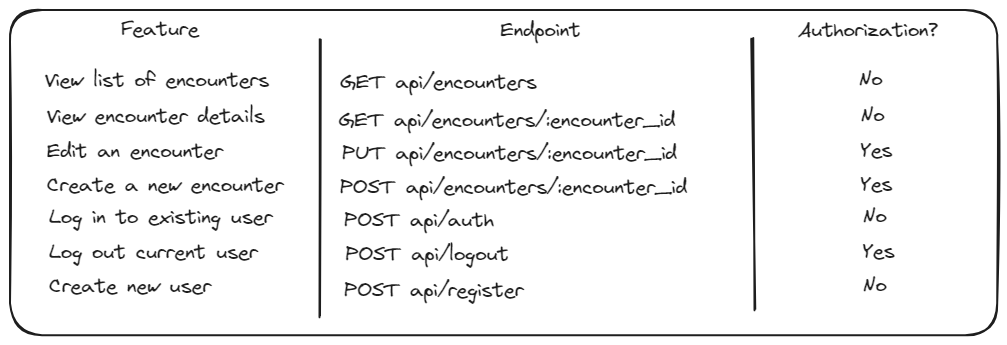 Feature Endpoint Authorization?
View list of encounters GET api/encounters No
View encounter details GET api/encounters/:encounter_id No
Edit an encounter PUT api/encounters/:encounter_id Yes
Create a new encounter POST api/encounters/:encounter_id Yes
Log in to existing user POST api/auth No
Log out current user POST api/logout Yes
Create new user POST api/register No